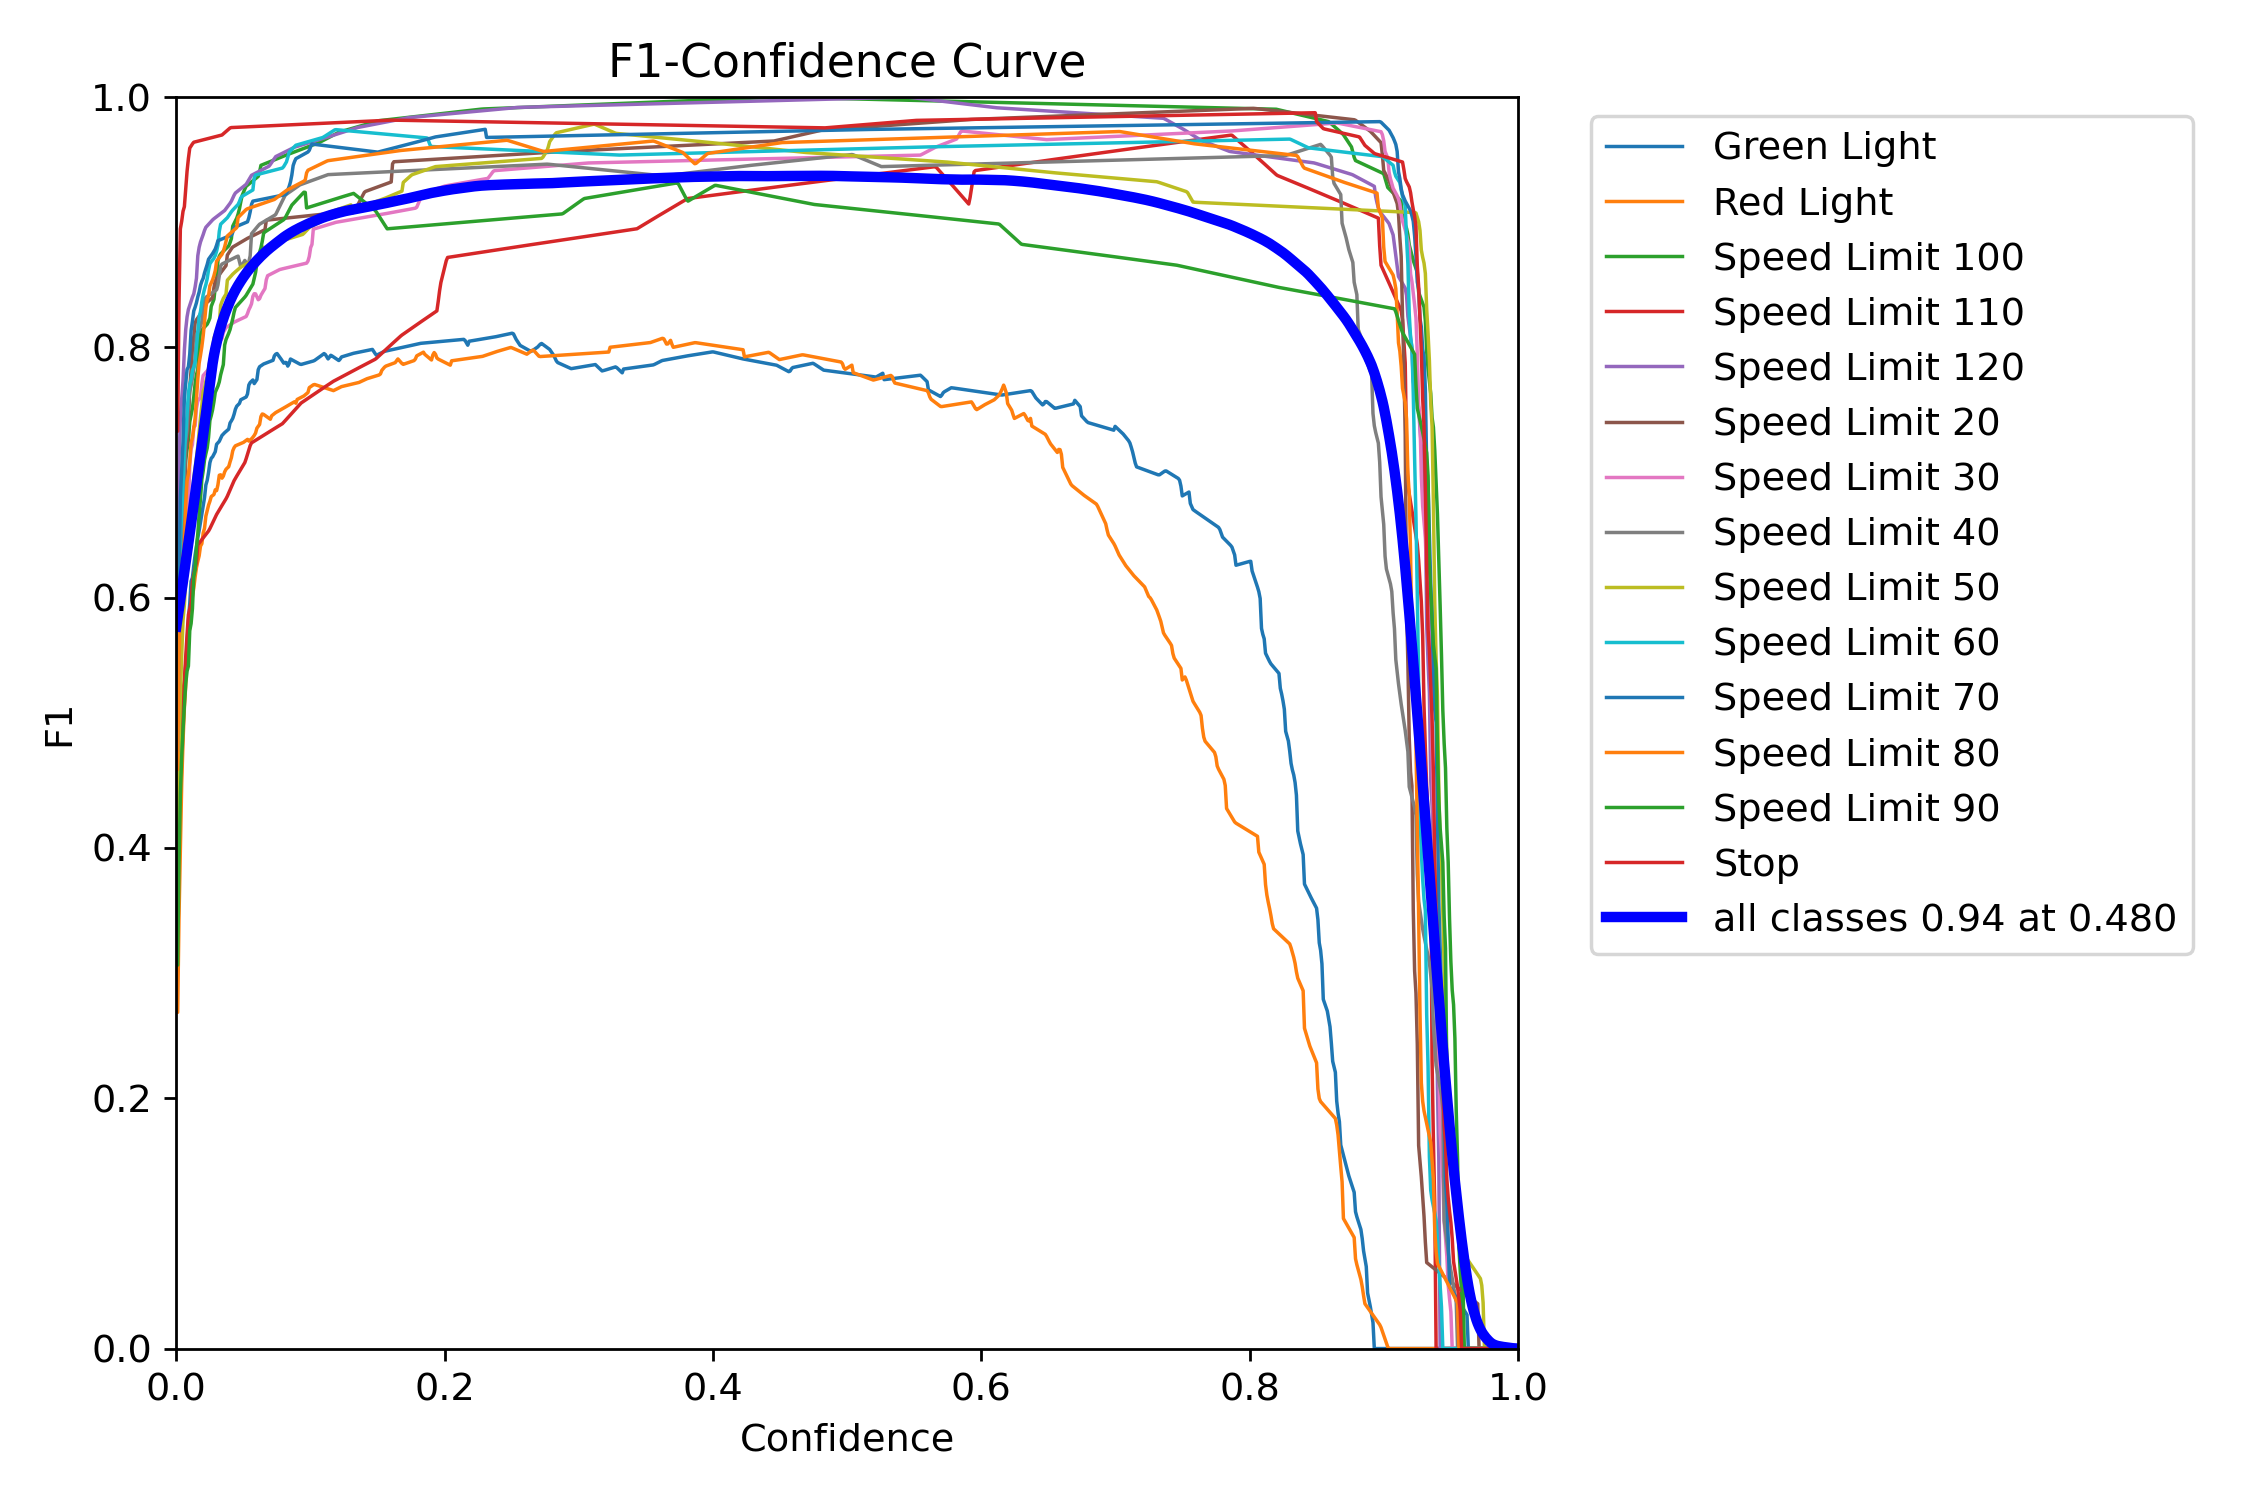 F1-Confidence Curve
1.0
0.8
0.6
0.4
0.2
0.0
F1
0.0 0.2 0.4 0.6 0.8 1.0
Confidence
Green Light
Red Light
Speed Limit 100
Speed Limit 110
Speed Limit 120
Speed Limit 20
Speed Limit 30
Speed Limit 40
Speed Limit 50
Speed Limit 60
Speed Limit 70
Speed Limit 80
Speed Limit 90
Stop
all classes 0.94 at 0.480